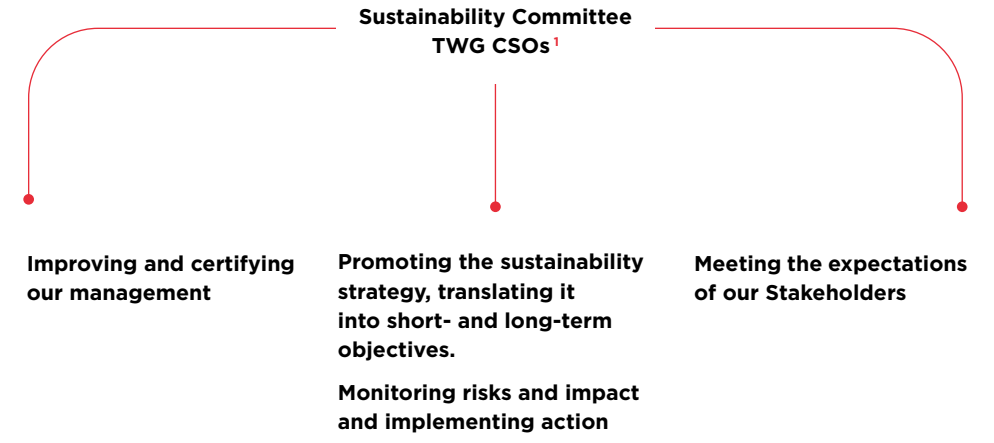 Sustainability Committee
TWG CSOs¹
Improving and certifying
our management
Promoting the sustainability
strategy, translating it
into short- and long-term
objectives.
Monitoring risks and impact
and implementing action
Meeting the expectations
of our Stakeholders